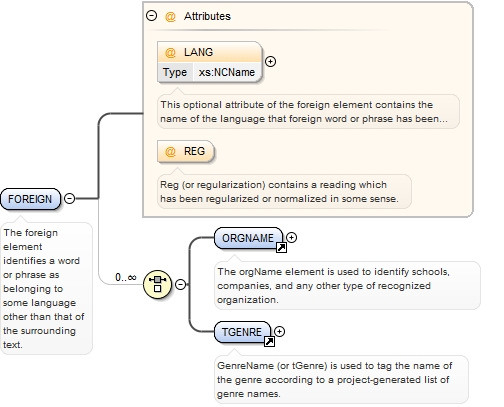 @ Attributes
@ LANG
Type xs:NCName
This optional attribute of the foreign element contains the
name of the language that foreign word or phrase has been...
@ REG
Reg (or regularization) contains a reading which
has been regularized or normalized in some sense.
FOREIGN
The foreign
element
identifies a word
or phrase as
belonging to
some language
other than that of
the surrounding
text.
0..∞
ORGNAME
The orgName element is used to identify schools,
companies, and any other type of recognized
organization.
TGENRE
GenreName (or tGenre) is used to tag the name of
the genre according to a project-generated list of
genre names.